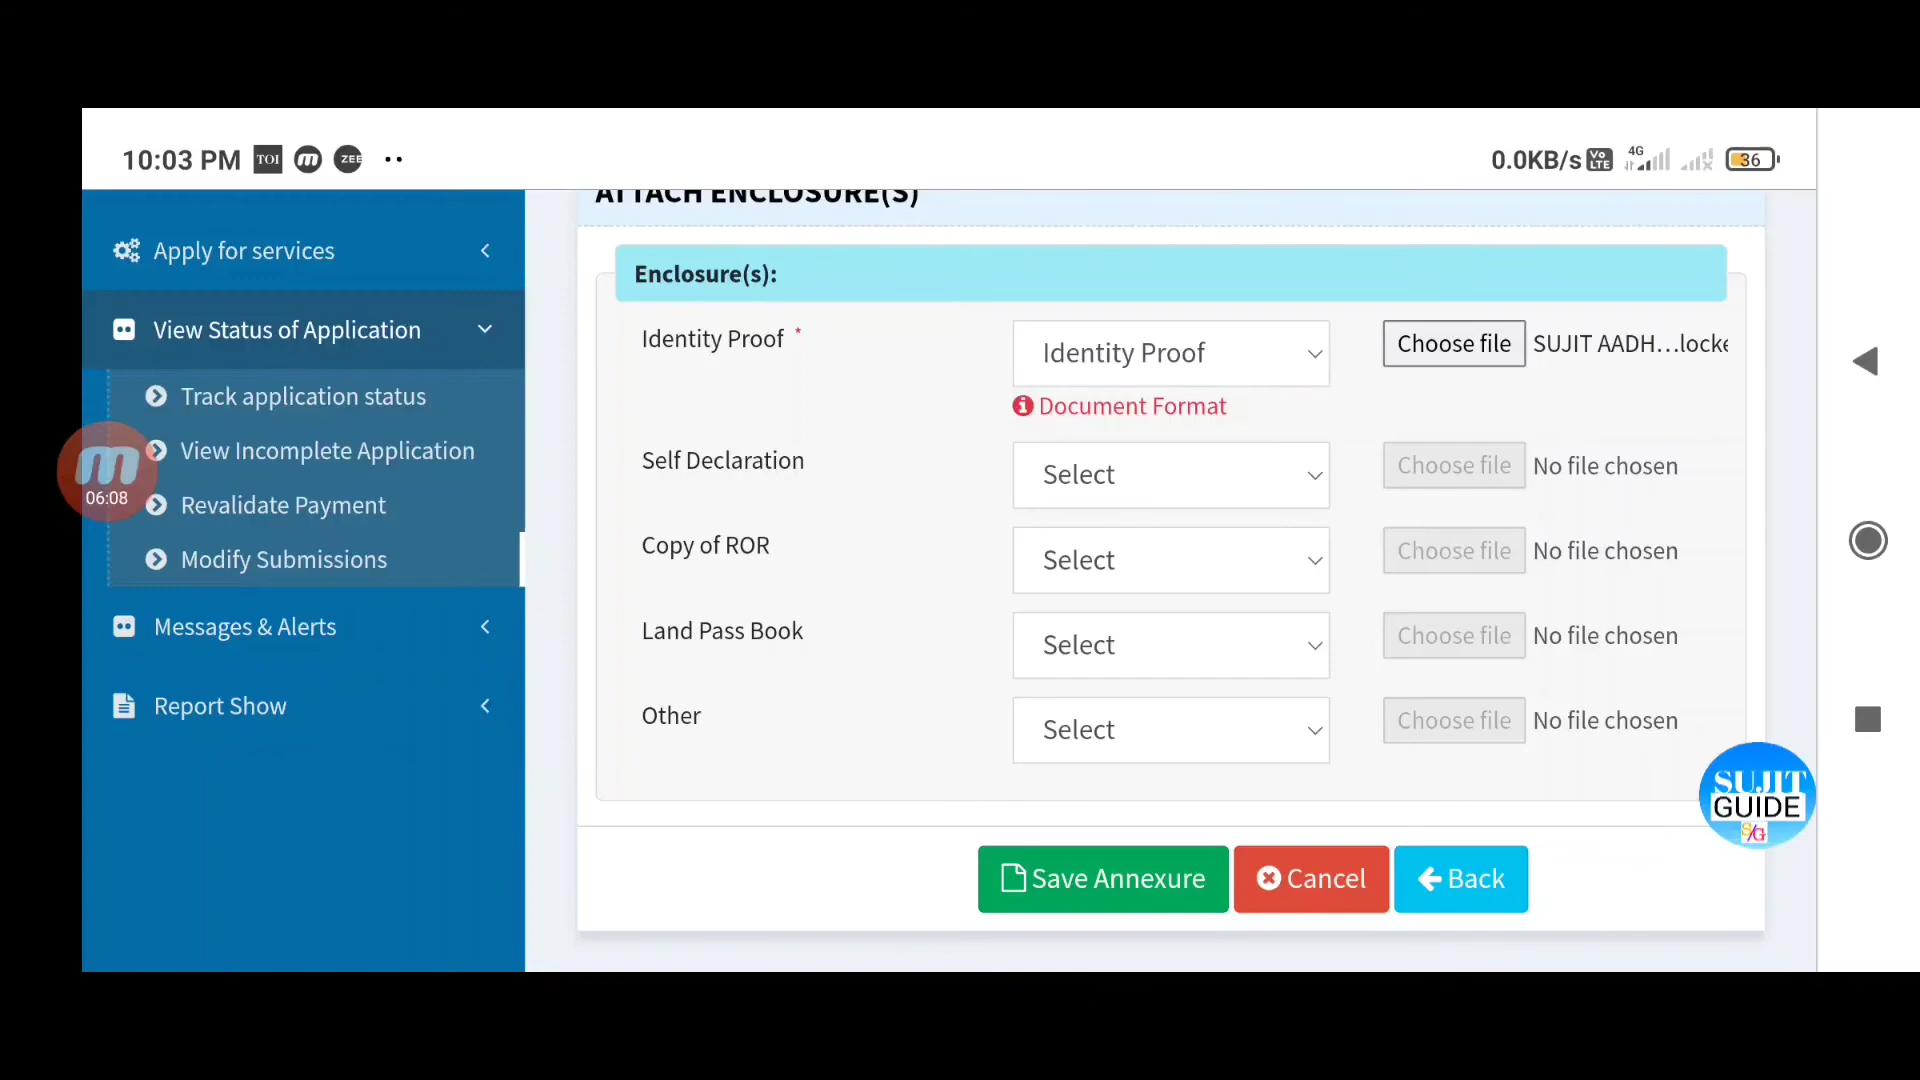 10:03 PM TOI m ZEE
0.0KB/s Vo LTE 4G 36
ATTACH ENCLOSURE(S)
Apply for services
Enclosure(s):
View Status of Application
Identity Proof *
Identity Proof
Choose file SUJIT AADH...locke
Document Format
Track application status
View Incomplete Application
Self Declaration
Select
Choose file No file chosen
m
06:08
Revalidate Payment
Copy of ROR
Select
Choose file No file chosen
Modify Submissions
Messages & Alerts
Land Pass Book
Select
Choose file No file chosen
Report Show
Other
Select
Choose file No file chosen
SUJIT
GUIDE
S/G
Save Annexure
Cancel
Back